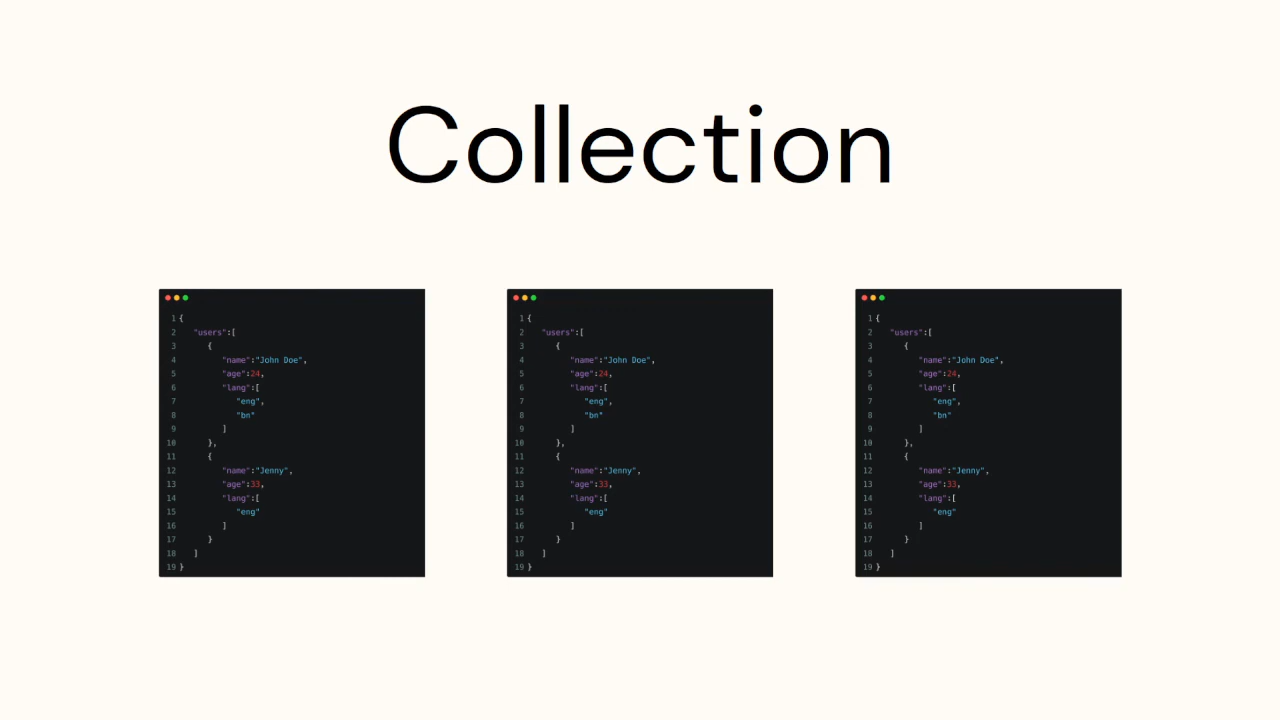 Collection
1 {
2 "users":[
3 {
4 "name":"John Doe",
5 "age":24,
6 "lang":[
7 "eng",
8 "bn"
9 ]
10 },
11 {
12 "name":"Jenny",
13 "age":33,
14 "lang":[
15 "eng"
16 ]
17 }
18 ]
19 }
1 {
2 "users":[
3 {
4 "name":"John Doe",
5 "age":24,
6 "lang":[
7 "eng",
8 "bn"
9 ]
10 },
11 {
12 "name":"Jenny",
13 "age":33,
14 "lang":[
15 "eng"
16 ]
17 }
18 ]
19 }
1 {
2 "users":[
3 {
4 "name":"John Doe",
5 "age":24,
6 "lang":[
7 "eng",
8 "bn"
9 ]
10 },
11 {
12 "name":"Jenny",
13 "age":33,
14 "lang":[
15 "eng"
16 ]
17 }
18 ]
19 }